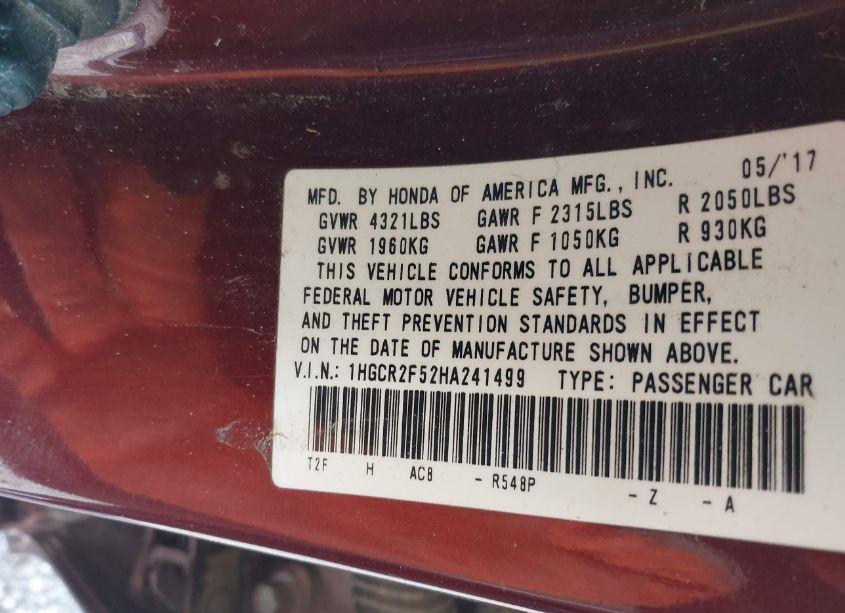 05/'17
MFD. BY HONDA OF AMERICA MFG., INC.
GVWR 4321LBS GAWR F 2315LBS R 2050LBS
GVWR 1960KG GAWR F 1050KG R 930KG
THIS VEHICLE CONFORMS TO ALL APPLICABLE
FEDERAL MOTOR VEHICLE SAFETY, BUMPER,
AND THEFT PREVENTION STANDARDS IN EFFECT
ON THE DATE OF MANUFACTURE SHOWN ABOVE.
V.I.N.: 1HGCR2F52HA241499 TYPE: PASSENGER CAR
T2F H AC8 - R548P - Z - A